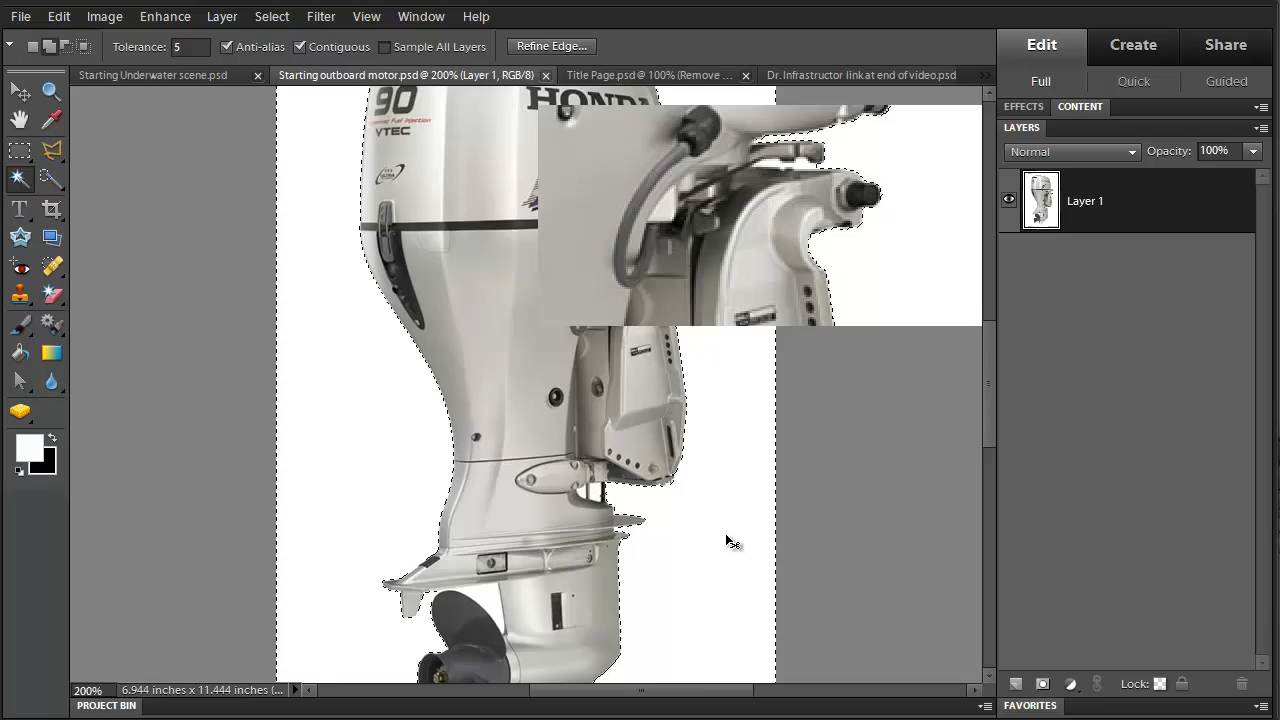 File Edit Image Enhance Layer Select Filter View Window Help
Tolerance: 5 Anti-alias Contiguous Sample All Layers Refine Edge...
Edit Create Share
Starting Underwater scene.psd Starting outboard motor.psd @ 200% (Layer 1, RGB/8) Title Page.psd @ 100% (Remove ... Dr. Infrastructor link at end of video.psd
Full Quick Guided
90
HONDA
VTEC
EFFECTS CONTENT
LAYERS
Normal Opacity: 100%
Layer 1
200% 6.944 inches x 11.444 inches (...
Lock:
PROJECT BIN
FAVORITES